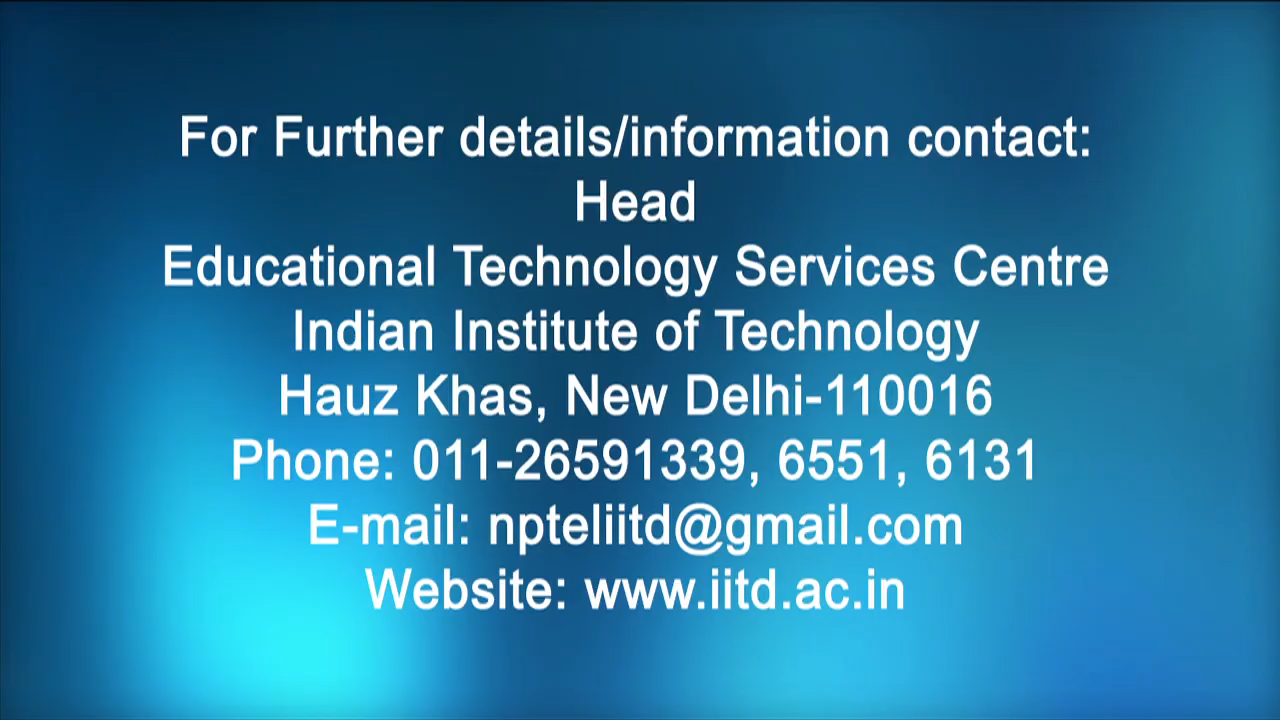 For Further details/information contact:
Head
Educational Technology Services Centre
Indian Institute of Technology
Hauz Khas, New Delhi-110016
Phone: 011-26591339, 6551, 6131
E-mail: npteliitd@gmail.com
Website: www.iitd.ac.in